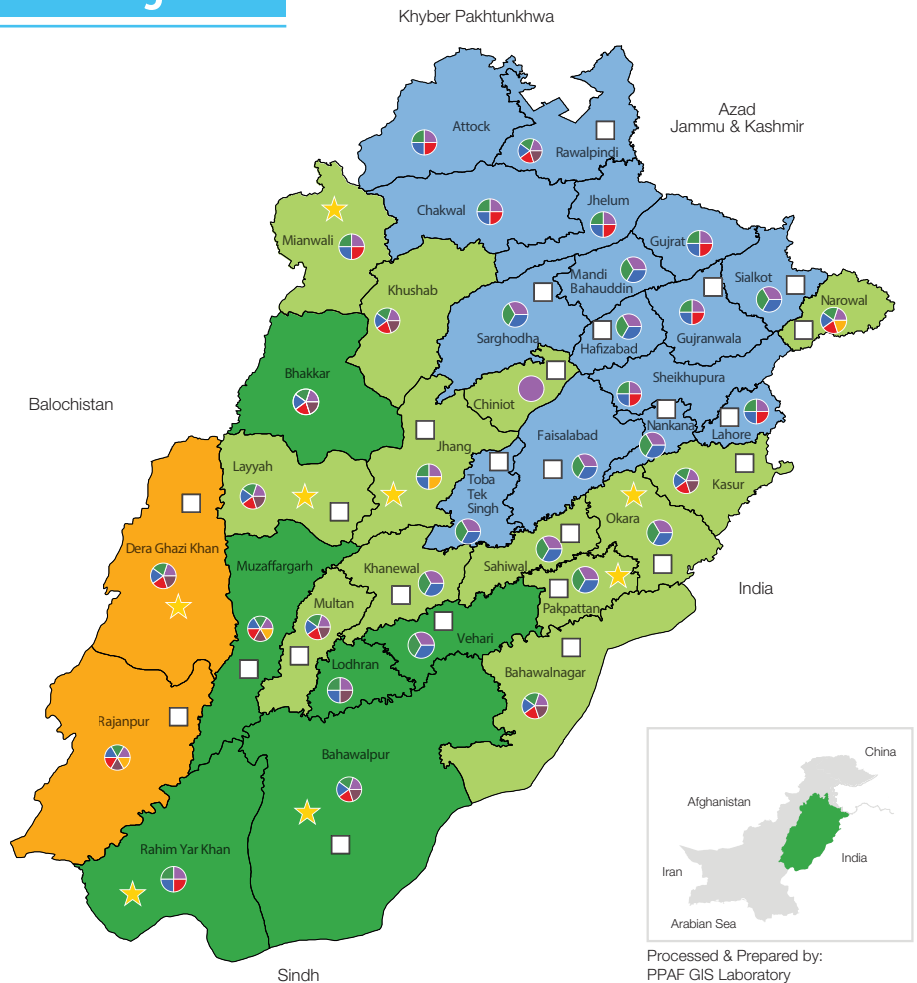 Khyber Pakhtunkhwa
Azad
Jammu & Kashmir
Attock
Rawalpindi
Chakwal
Jhelum
Mianwali
Gujrat
Khushab
Mandi
Bahauddin
Sialkot
Narowal
Sarghodha
Hafizabad
Gujranwala
Bhakkar
Sheikhupura
Chiniot
Balochistan
Nankana
Lahore
Faisalabad
Jhang
Layyah
Toba
Tek
Singh
Kasur
Okara
Dera Ghazi Khan
Muzaffargarh
Khanewal
Sahiwal
India
Multan
Pakpattan
Vehari
Lodhran
Bahawalnagar
Rajanpur
Bahawalpur
China
Afghanistan
Rahim Yar Khan
India
Iran
Arabian Sea
Processed & Prepared by:
PPAF GIS Laboratory
Sindh